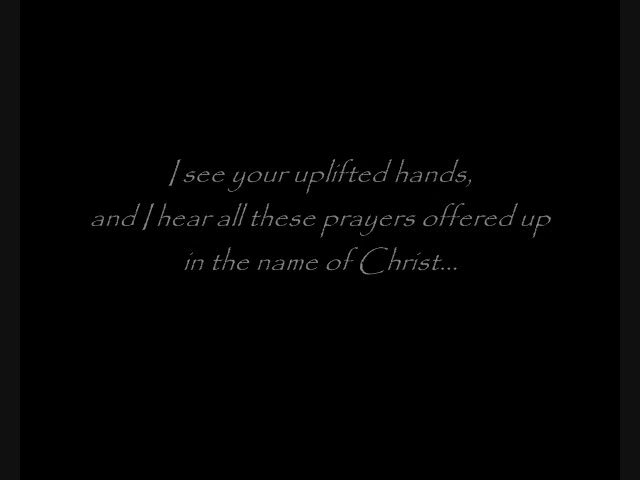 I see your uplifted hands,
and I hear all these prayers offered up
in the name of Christ...